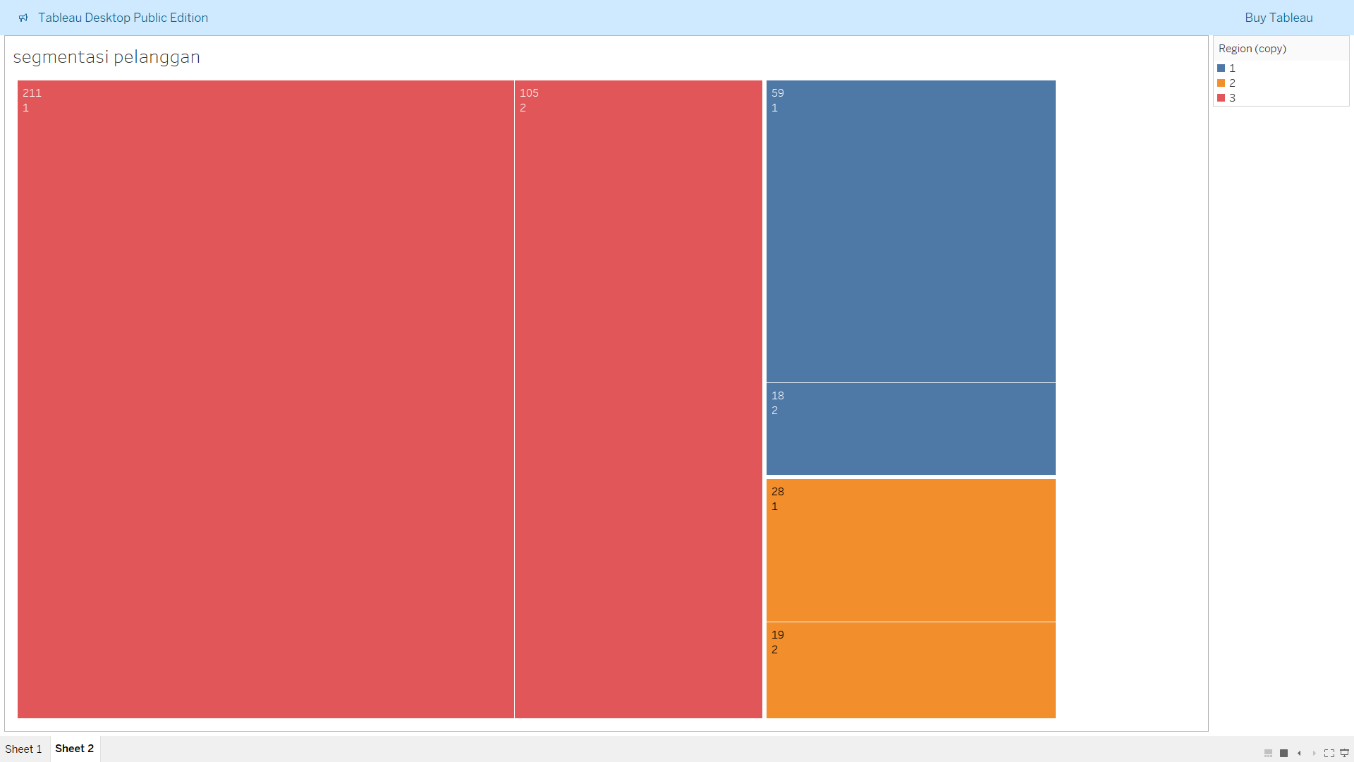 Tableau Desktop Public Edition
Buy Tableau
segmentasi pelanggan
211
1
105
2
59
1
18
2
28
1
19
2
Region (copy)
1
2
3
Sheet 1
Sheet 2